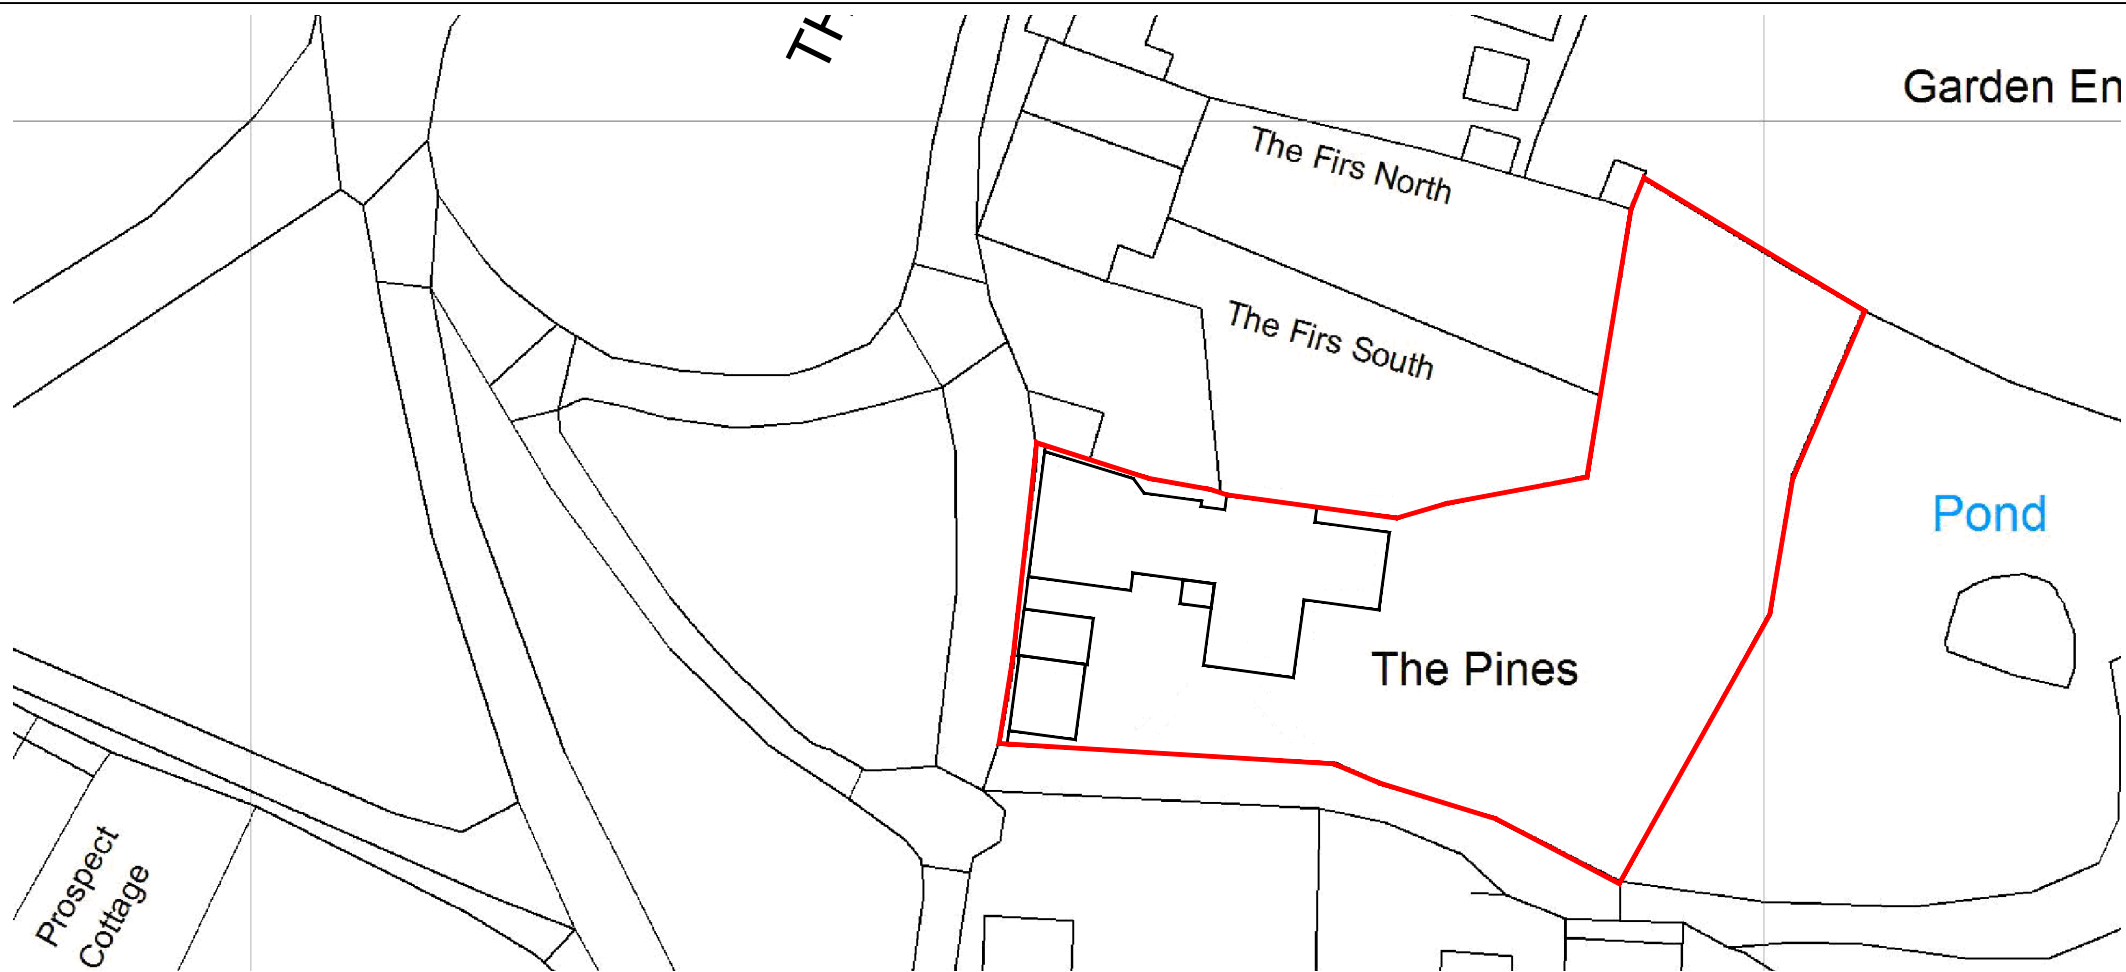 Garden En
The Firs North
The Firs South
Pond
The Pines
Prospect
Cottage